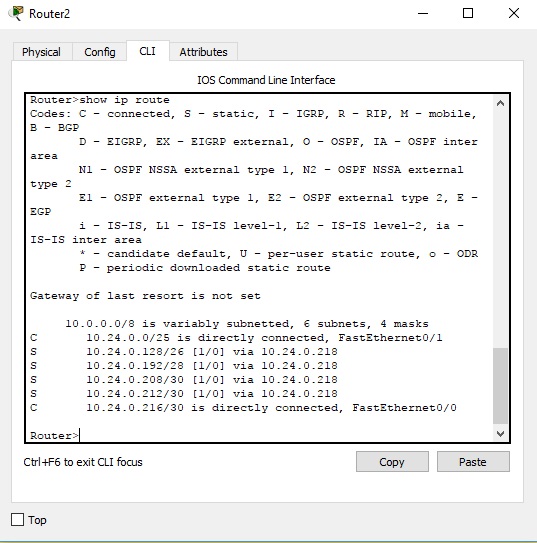 Router2
Physical Config CLI Attributes
IOS Command Line Interface
Router>show ip route
Codes: C - connected, S - static, I - IGRP, R - RIP, M - mobile,
B - BGP
       D - EIGRP, EX - EIGRP external, O - OSPF, IA - OSPF inter
area
       N1 - OSPF NSSA external type 1, N2 - OSPF NSSA external
type 2
       E1 - OSPF external type 1, E2 - OSPF external type 2, E -
EGP
       i - IS-IS, L1 - IS-IS level-1, L2 - IS-IS level-2, ia -
IS-IS inter area
       * - candidate default, U - per-user static route, o - ODR
       P - periodic downloaded static route
Gateway of last resort is not set
     10.0.0.0/8 is variably subnetted, 6 subnets, 4 masks
C       10.24.0.0/25 is directly connected, FastEthernet0/1
S       10.24.0.128/26 [1/0] via 10.24.0.218
S       10.24.0.192/28 [1/0] via 10.24.0.218
S       10.24.0.208/30 [1/0] via 10.24.0.218
S       10.24.0.212/30 [1/0] via 10.24.0.218
C       10.24.0.216/30 is directly connected, FastEthernet0/0
Router>
Ctrl+F6 to exit CLI focus
Copy Paste
Top